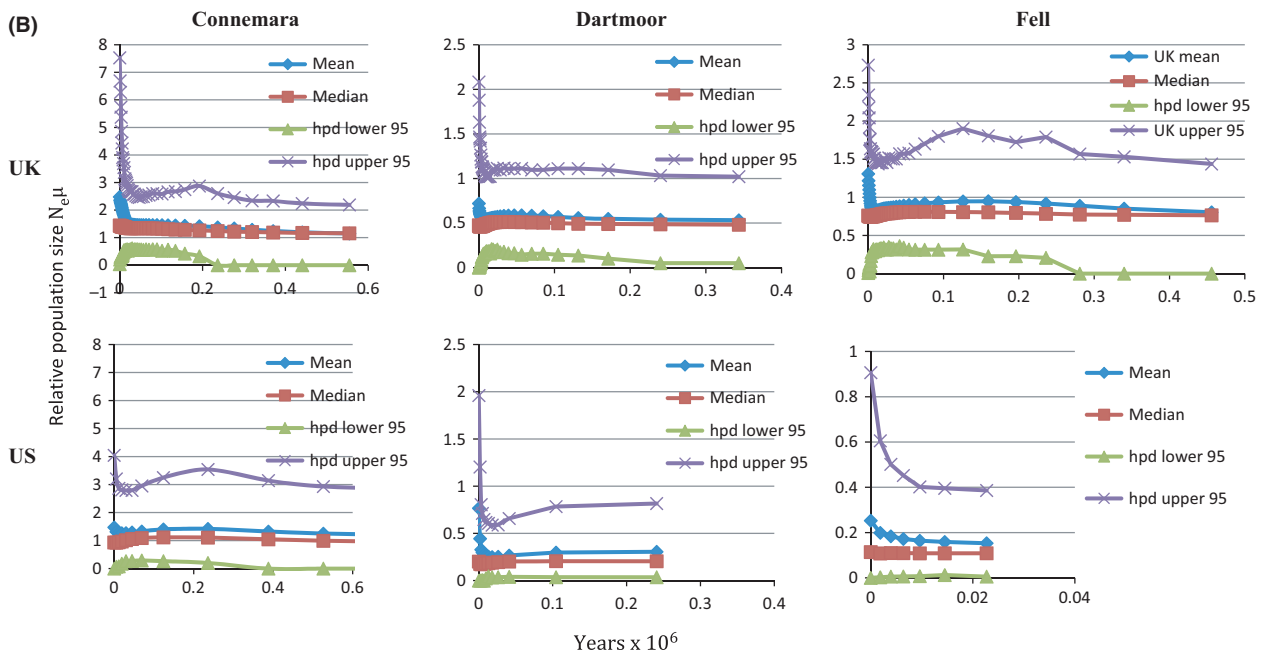 (B)
Connemara
Dartmoor
Fell
UK
US
Relative population size Neμ
8
7
6
5
4
3
2
1
0
−1
0
0.2
0.4
0.6
Mean
Median
hpd lower 95
hpd upper 95
2.5
2
1.5
1
0.5
0
0
0.1
0.2
0.3
0.4
Mean
Median
hpd lower 95
hpd upper 95
3
2.5
2
1.5
1
0.5
0
0
0.1
0.2
0.3
0.4
0.5
UK mean
Median
hpd lower 95
UK upper 95
8
7
6
5
4
3
2
1
0
0
0.2
0.4
0.6
Mean
Median
hpd lower 95
hpd upper 95
2.5
2
1.5
1
0.5
0
0
0.1
0.2
0.3
0.4
Mean
Median
hpd lower 95
hpd upper 95
1
0.8
0.6
0.4
0.2
0
0
0.02
0.04
Mean
Median
hpd lower 95
hpd upper 95
Years x 10⁶